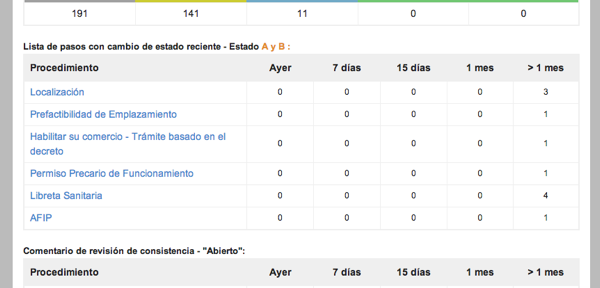 191 141 11 0 0
Lista de pasos con cambio de estado reciente - Estado A y B :
Procedimiento Ayer 7 días 15 días 1 mes > 1 mes
Localización 0 0 0 0 3
Prefactibilidad de Emplazamiento 0 0 0 0 1
Habilitar su comercio - Trámite basado en el
decreto 0 0 0 0 1
Permiso Precario de Funcionamiento 0 0 0 0 1
Libreta Sanitaria 0 0 0 0 4
AFIP 0 0 0 0 1
Comentario de revisión de consistencia - "Abierto":
Procedimiento Ayer 7 días 15 días 1 mes > 1 mes